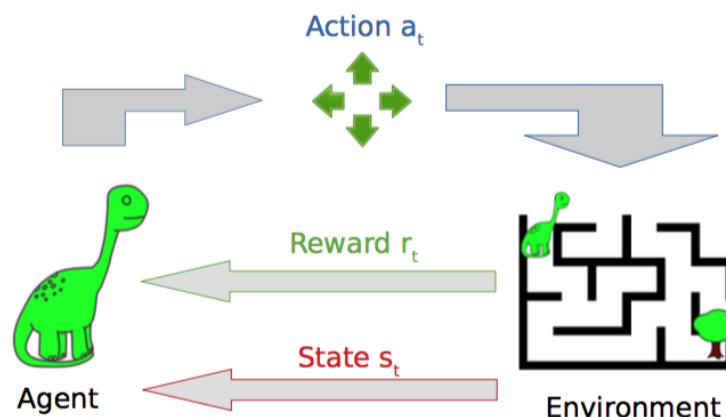 Action a_t
Reward r_t
State s_t
Agent
Environment